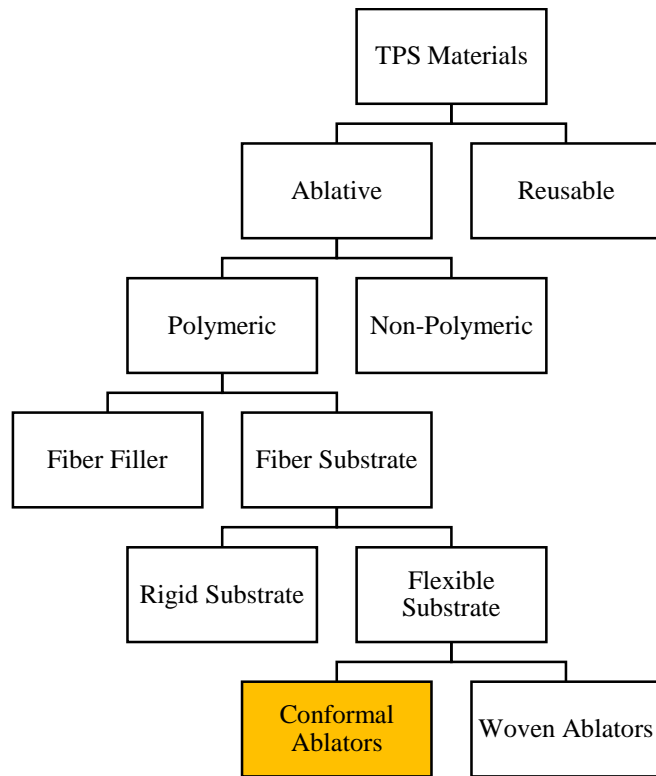 TPS Materials
Ablative
Reusable
Polymeric
Non-Polymeric
Fiber Filler
Fiber Substrate
Rigid Substrate
Flexible
Substrate
Conformal
Ablators
Woven Ablators